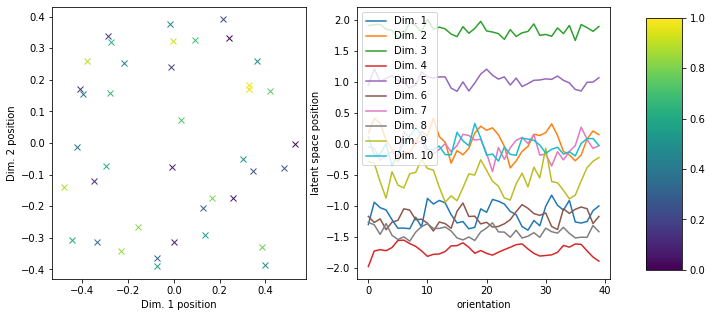 Dim. 2 position
0.4
0.3
0.2
0.1
0.0
−0.1
−0.2
−0.3
−0.4
−0.4 −0.2 0.0 0.2 0.4
Dim. 1 position
latent space position
2.0
1.5
1.0
0.5
0.0
−0.5
−1.0
−1.5
−2.0
Dim. 1
Dim. 2
Dim. 3
Dim. 4
Dim. 5
Dim. 6
Dim. 7
Dim. 8
Dim. 9
Dim. 10
0 10 20 30 40
orientation
1.0
0.8
0.6
0.4
0.2
0.0